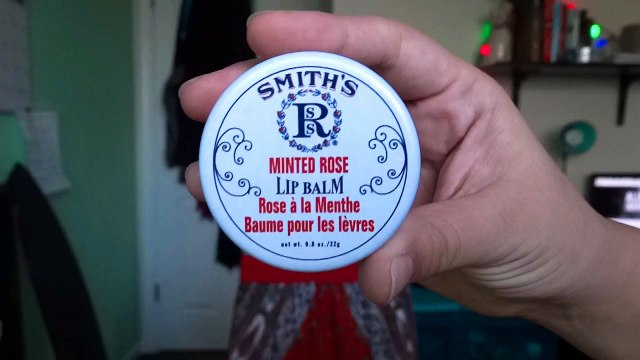 SMITH'S
R
S
S
MINTED ROSE
LIP BALM
Rose à la Menthe
Baume pour les lèvres
net wt. 0.8 oz./22g